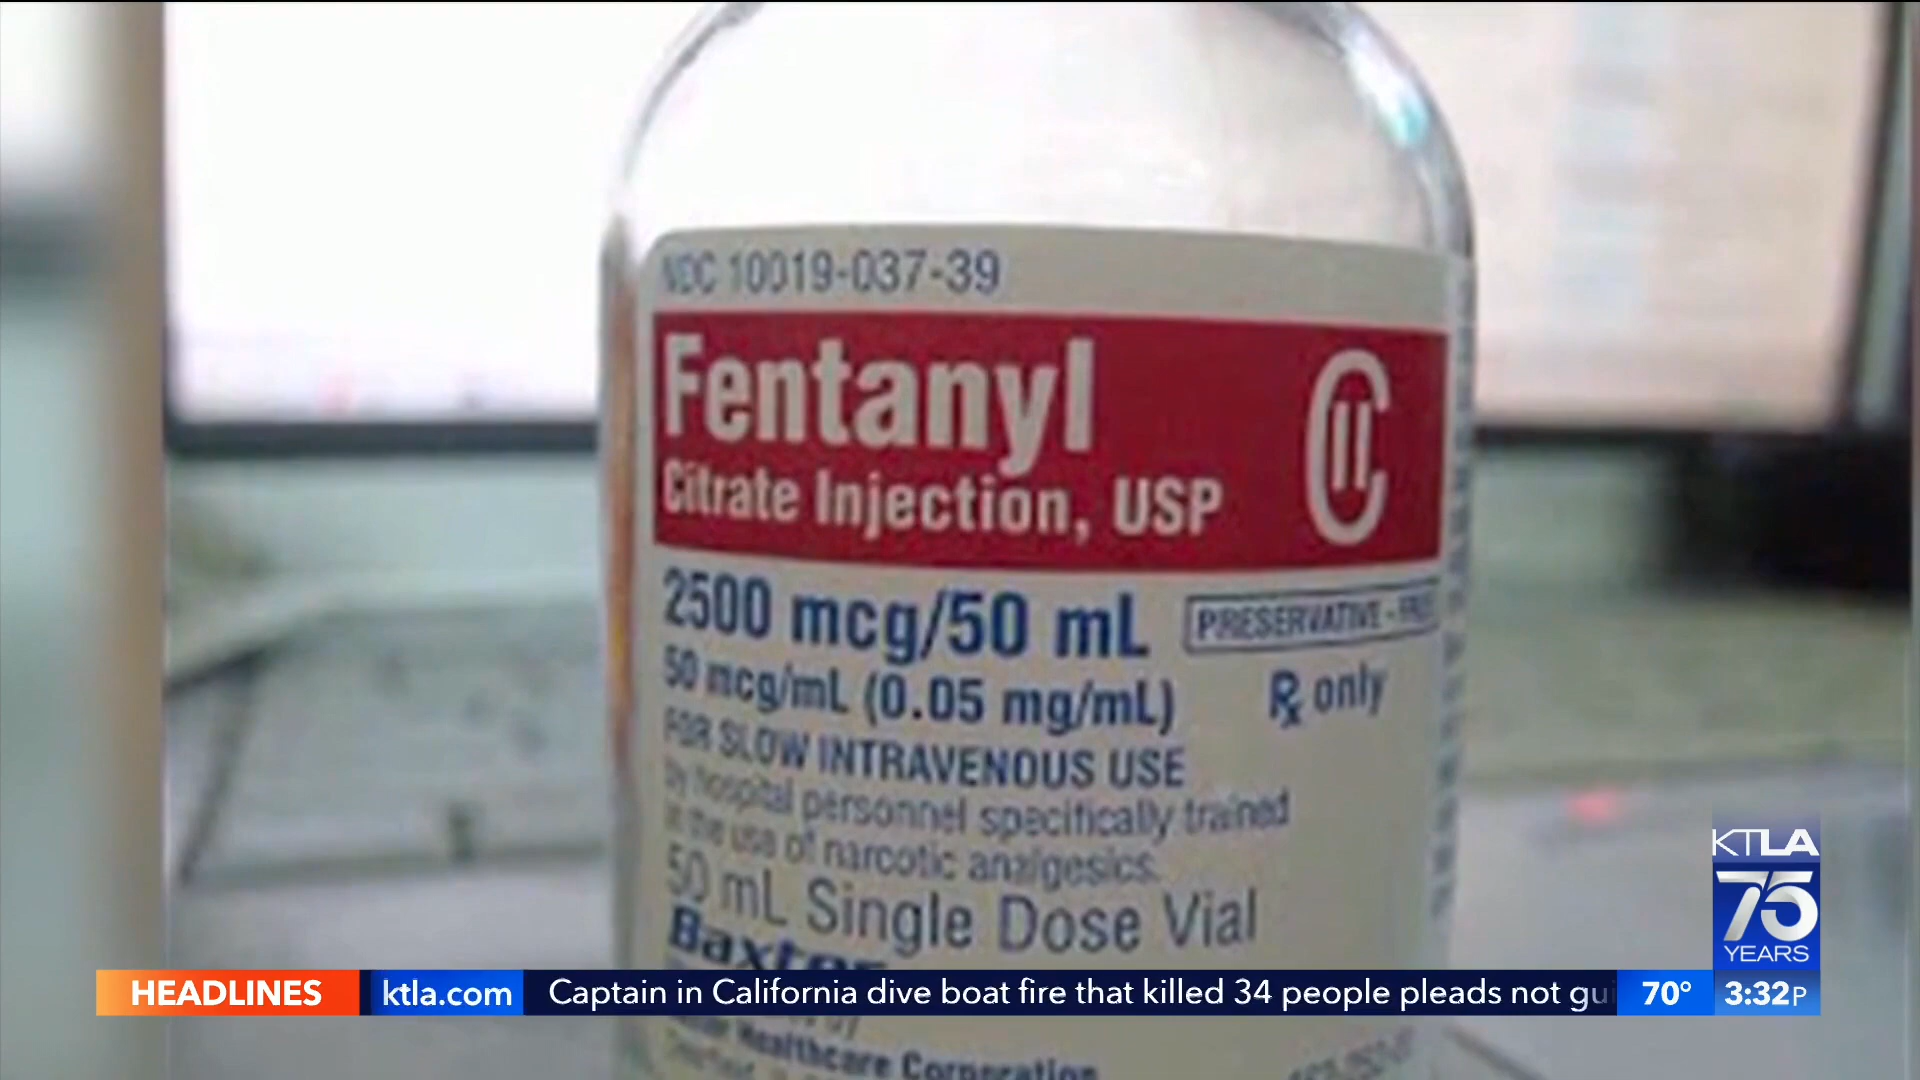 NDC 10019-037-39
Fentanyl
Citrate Injection, USP
CII
2500 mcg/50 mL
PRESERVATIVE-FREE
50 mcg/mL (0.05 mg/mL)
Rx only
FOR SLOW INTRAVENOUS USE
by hospital personnel specifically trained
in the use of narcotic analgesics.
50 mL Single Dose Vial
Baxter
Healthcare Corporation
KTLA
75
YEARS
HEADLINES
ktla.com
Captain in California dive boat fire that killed 34 people pleads not gui
70°
3:32P